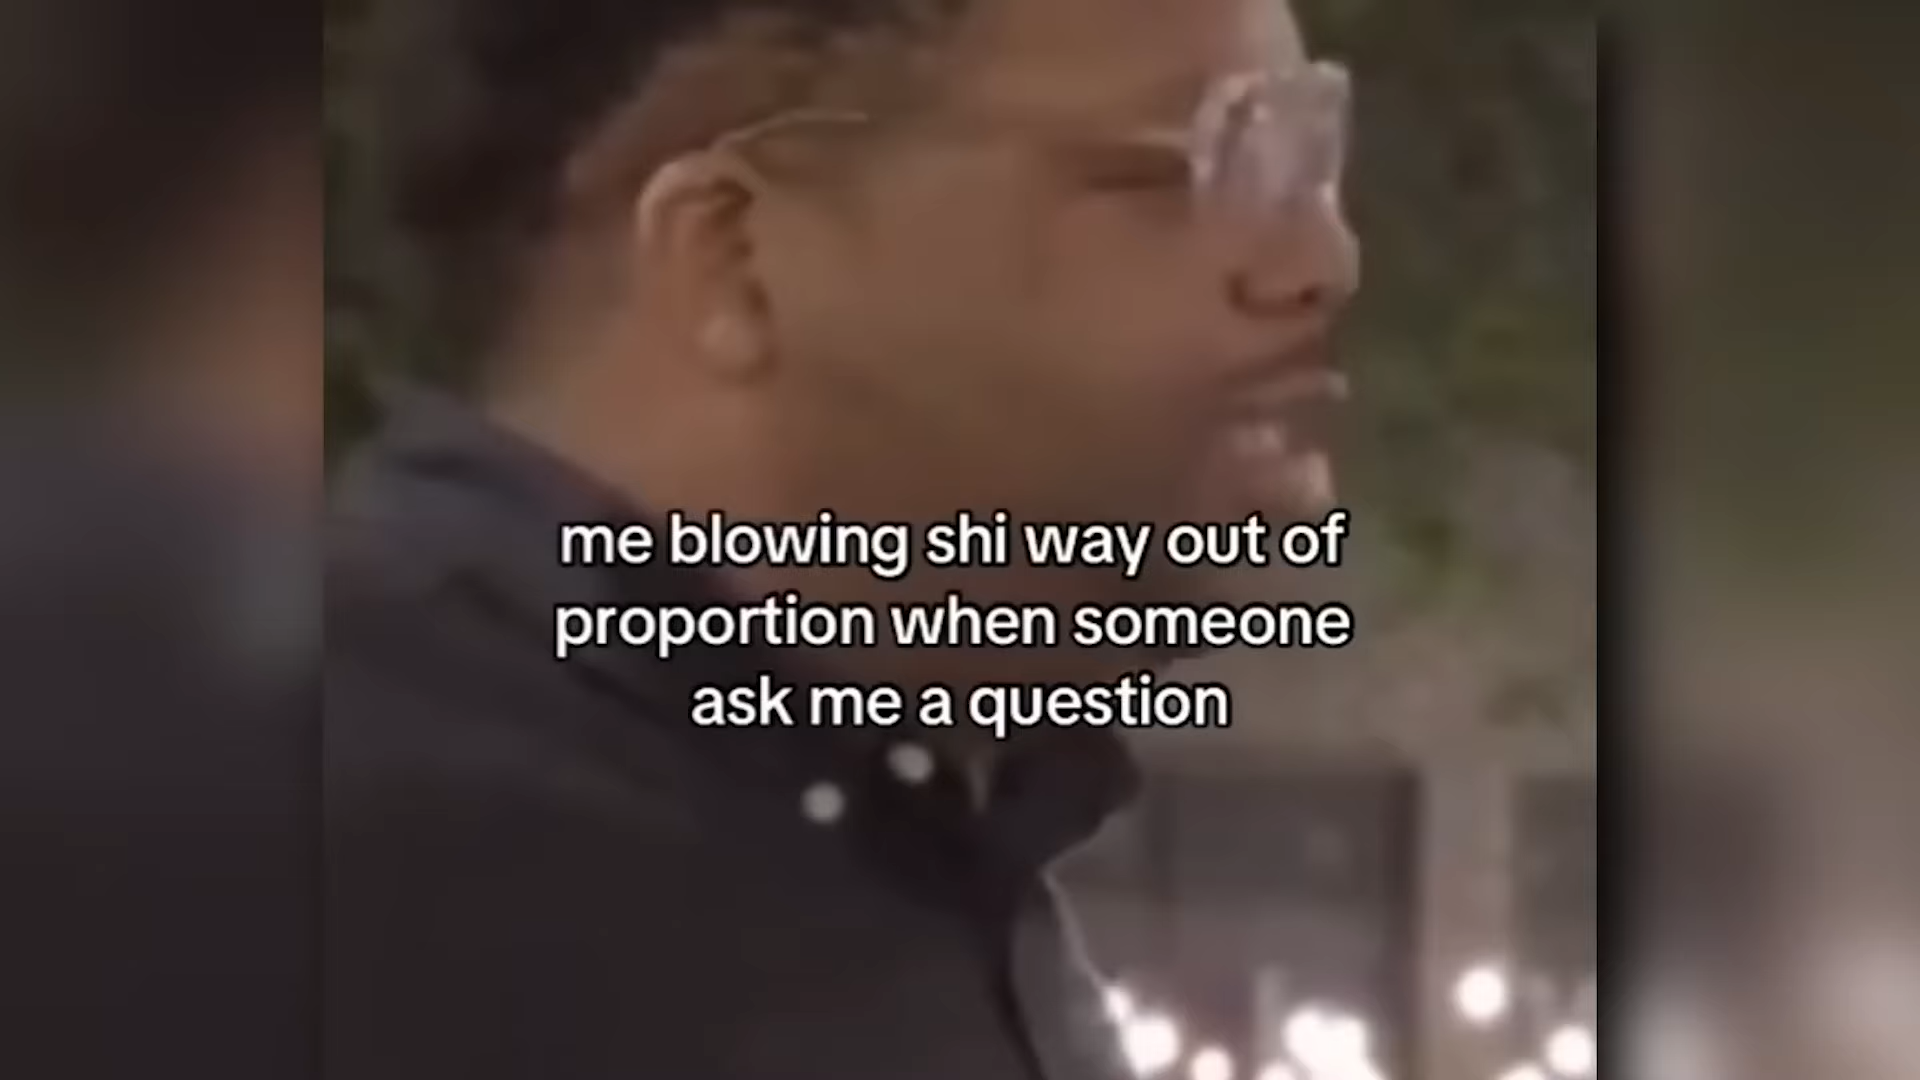 me blowing shi way out of
proportion when someone
ask me a question